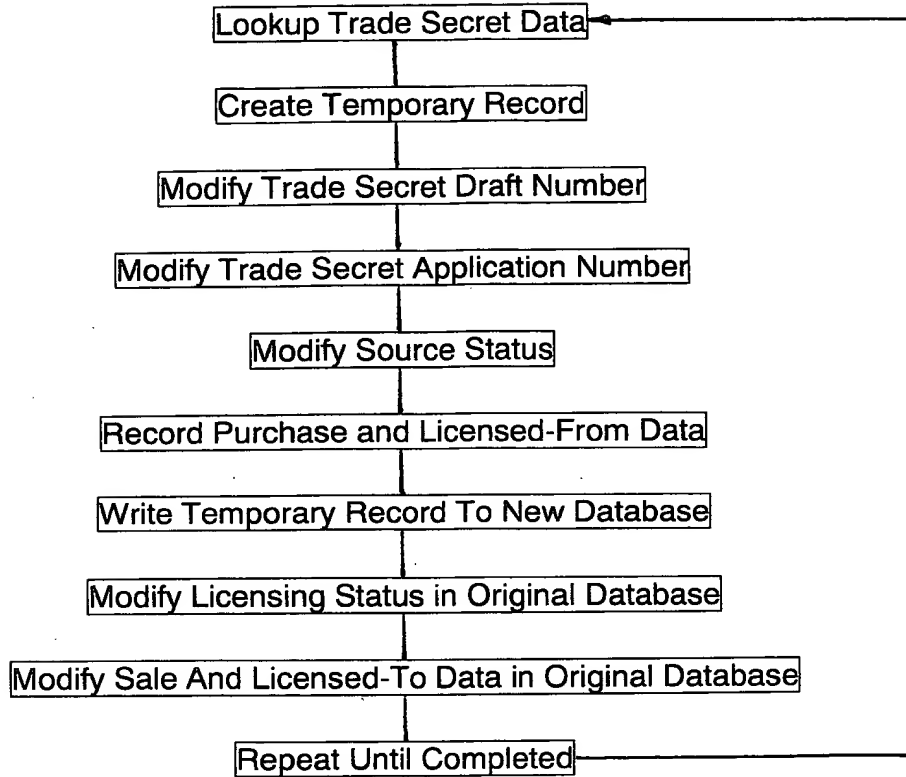 Lookup Trade Secret Data
Create Temporary Record
Modify Trade Secret Draft Number
Modify Trade Secret Application Number
Modify Source Status
Record Purchase and Licensed-From Data
Write Temporary Record To New Database
Modify Licensing Status in Original Database
Modify Sale And Licensed-To Data in Original Database
Repeat Until Completed